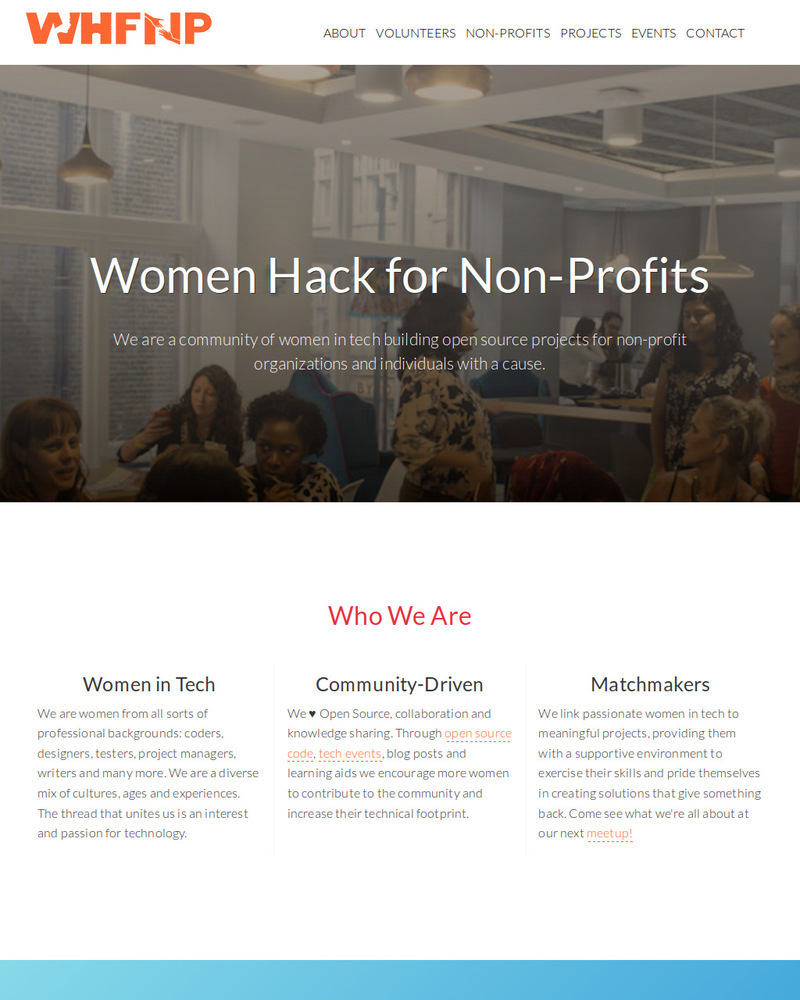 WHFNP
ABOUT VOLUNTEERS NON-PROFITS PROJECTS EVENTS CONTACT
Women Hack for Non-Profits
We are a community of women in tech building open source projects for non-profit
organizations and individuals with a cause.
Who We Are
Women in Tech
We are women from all sorts of
professional backgrounds: coders,
designers, testers, project managers,
writers and many more. We are a diverse
mix of cultures, ages and experiences.
The thread that unites us is an interest
and passion for technology.
Community-Driven
We ♥ Open Source, collaboration and
knowledge sharing. Through open source
code, tech events, blog posts and
learning aids we encourage more women
to contribute to the community and
increase their technical footprint.
Matchmakers
We link passionate women in tech to
meaningful projects, providing them
with a supportive environment to
exercise their skills and pride themselves
in creating solutions that give something
back. Come see what we're all about at
our next meetup!